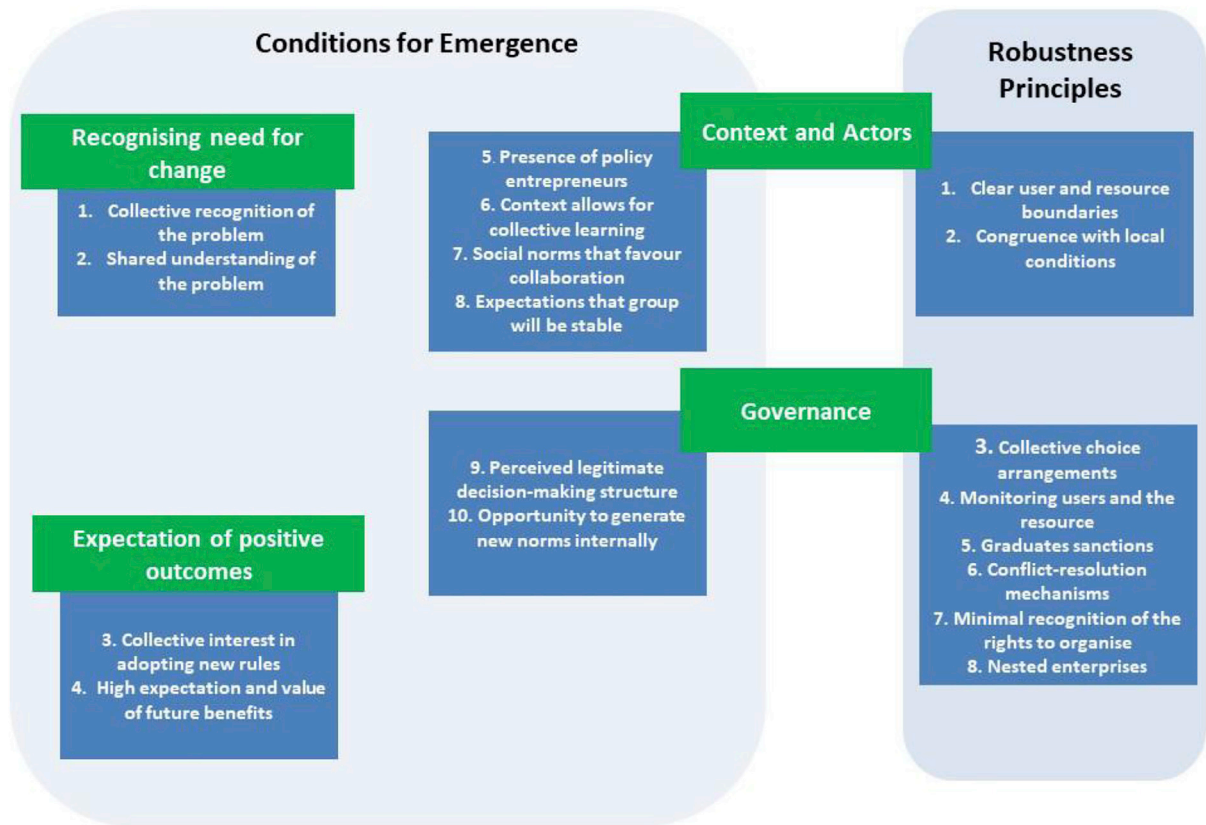 Conditions for Emergence
Recognising need for
change
1. Collective recognition of
the problem
2. Shared understanding of
the problem
Expectation of positive
outcomes
3. Collective interest in
adopting new rules
4. High expectation and value
of future benefits
Context and Actors
5. Presence of policy
entrepreneurs
6. Context allows for
collective learning
7. Social norms that favour
collaboration
8. Expectations that group
will be stable
Governance
9. Perceived legitimate
decision-making structure
10. Opportunity to generate
new norms internally
Robustness
Principles
1. Clear user and resource
boundaries
2. Congruence with local
conditions
3. Collective choice
arrangements
4. Monitoring users and the
resource
5. Graduates sanctions
6. Conflict-resolution
mechanisms
7. Minimal recognition of the
rights to organise
8. Nested enterprises